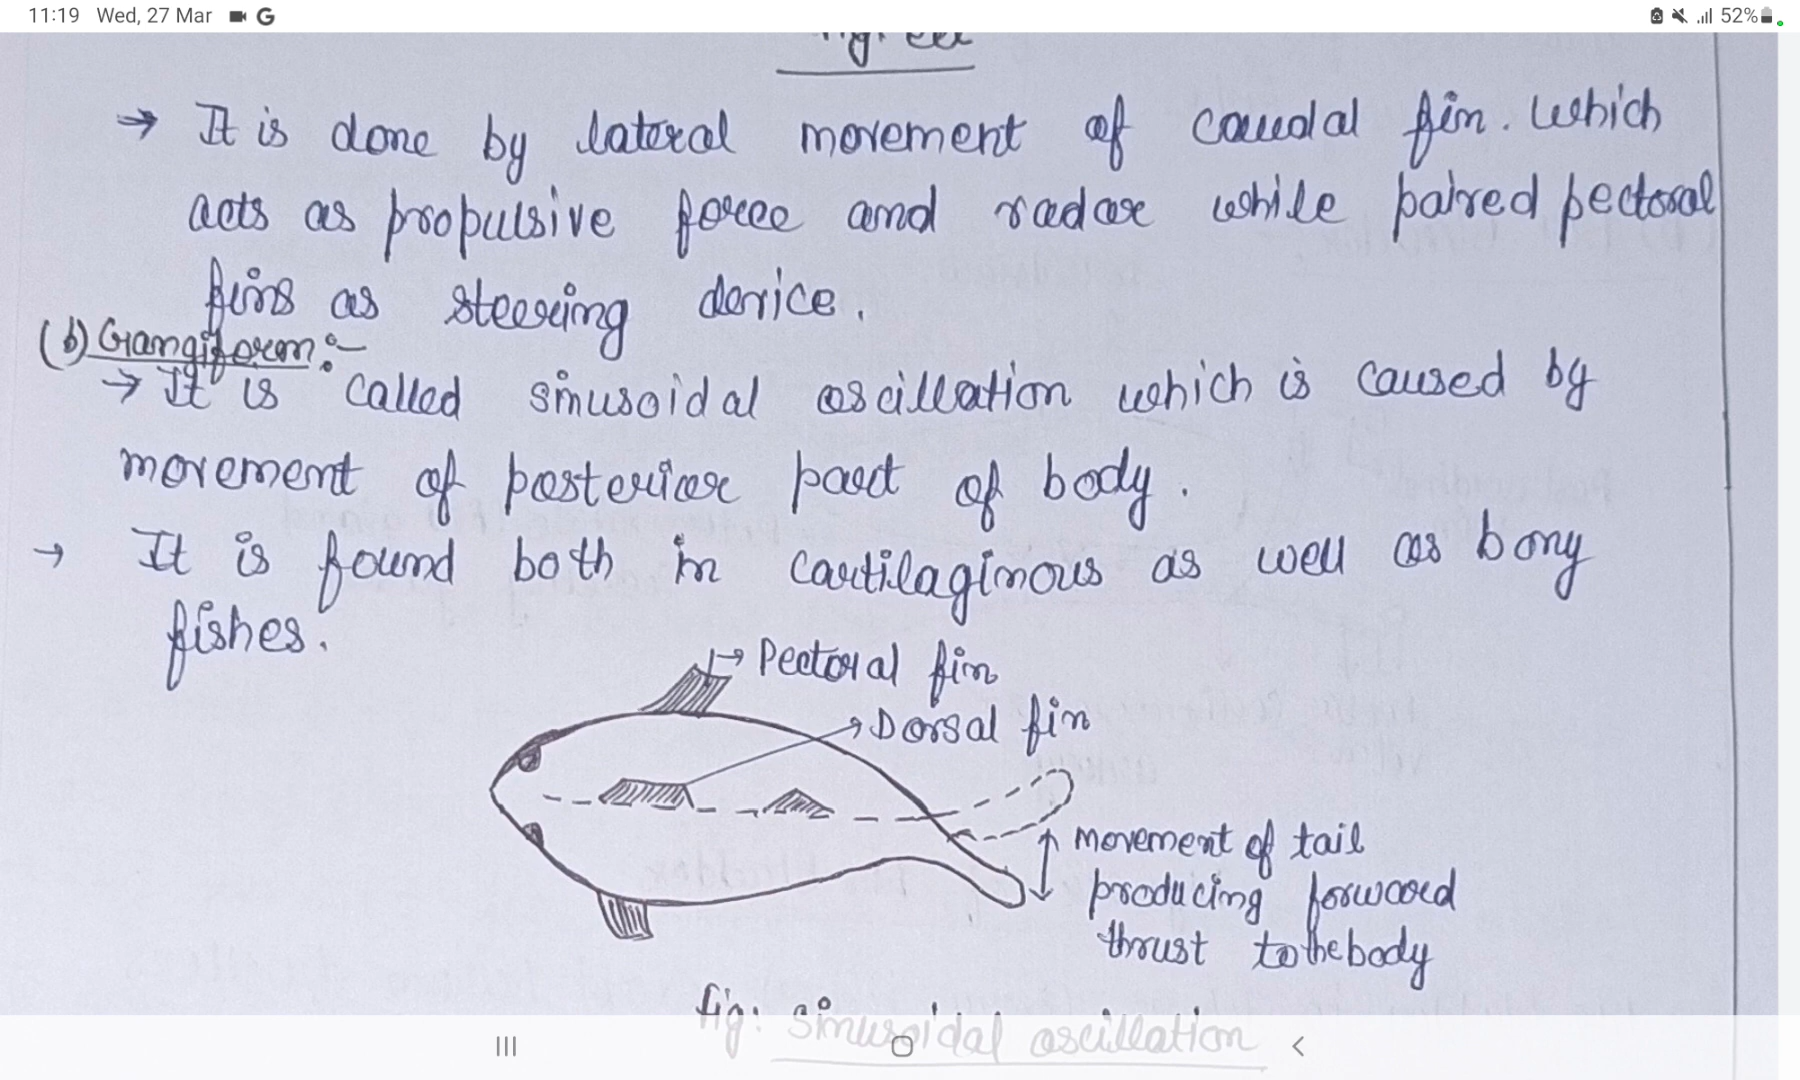 11:19 Wed, 27 Mar G 52%
→ It is done by lateral movement of caudal fin. Which
acts as propulsive force and radar while paired pectoral
fins as steering device.
(b) Gangiform:-
→ It is called sinusoidal oscillation which is caused by
movement of posterior part of body.
→ It is found both in cartilaginous as well as bony
fishes.
→ Pectoral fin
→ Dorsal fin
movement of tail
producing forward
thrust to the body
fig: sinusoidal oscillation